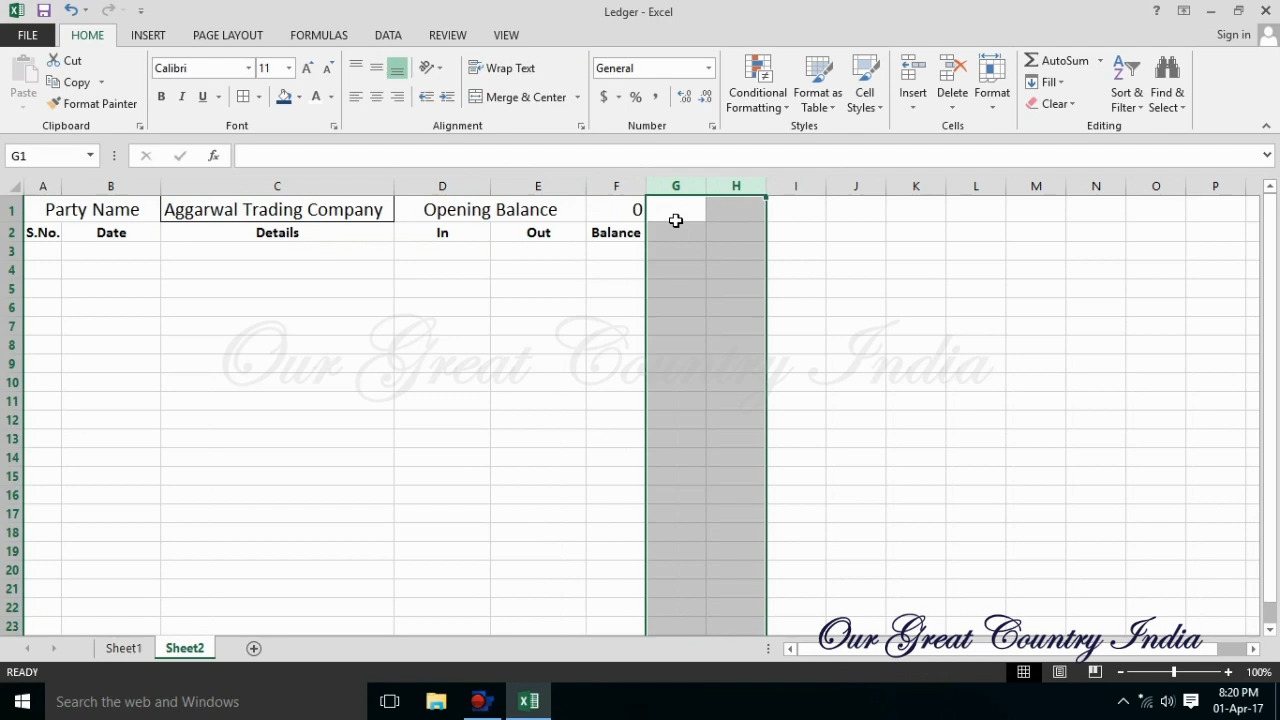 Ledger - Excel
FILE HOME INSERT PAGE LAYOUT FORMULAS DATA REVIEW VIEW Sign in
Paste Cut Copy Format Painter Clipboard
Calibri 11 B I U A Font
Wrap Text Merge & Center Alignment
General $ % , Number
Conditional Formatting Format as Table Cell Styles Styles
Insert Delete Format Cells
AutoSum Fill Clear Sort & Filter Find & Select Editing
G1 fx
A B C D E F G H I J K L M N O P
1 Party Name Aggarwal Trading Company Opening Balance 0
2 S.No. Date Details In Out Balance
3
4
5
6
7
8
9
10
11
12
13
14
15
16
17
18
19
20
21
22
23
Our Great Country India
Our Great Country India
Sheet1 Sheet2
READY 100%
Search the web and Windows
8:20 PM
01-Apr-17